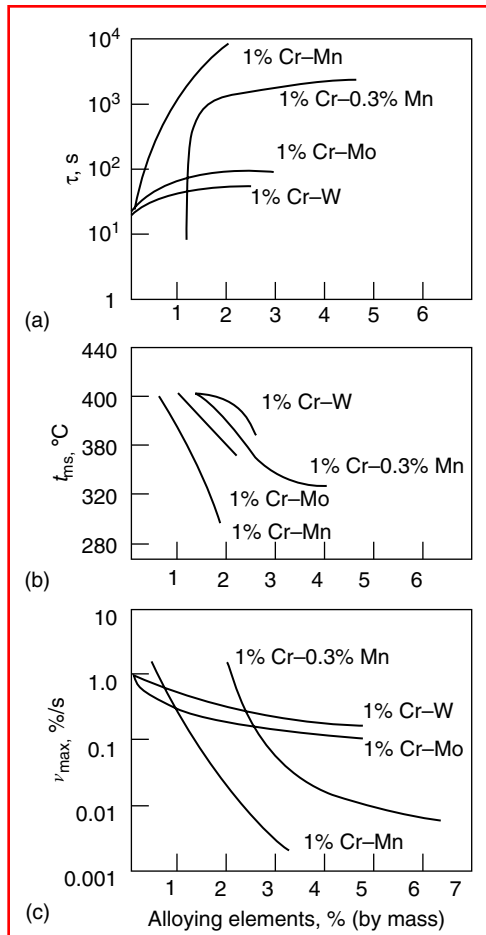 10⁴
1% Cr–Mn
10³
1% Cr–0.3% Mn
τ, s
1% Cr–Mo
10²
1% Cr–W
10¹
1
1 2 3 4 5 6
(a)
440
400
1% Cr–W
380
t_ms, °C
1% Cr–0.3% Mn
320
1% Cr–Mo
1% Cr–Mn
280
1 2 3 4 5 6
(b)
1% Cr–0.3% Mn
1.0
1% Cr–W
ν_max, %/s
0.1
1% Cr–Mo
0.01
1% Cr–Mn
0.001
1 2 3 4 5 6 7
(c) Alloying elements, % (by mass)